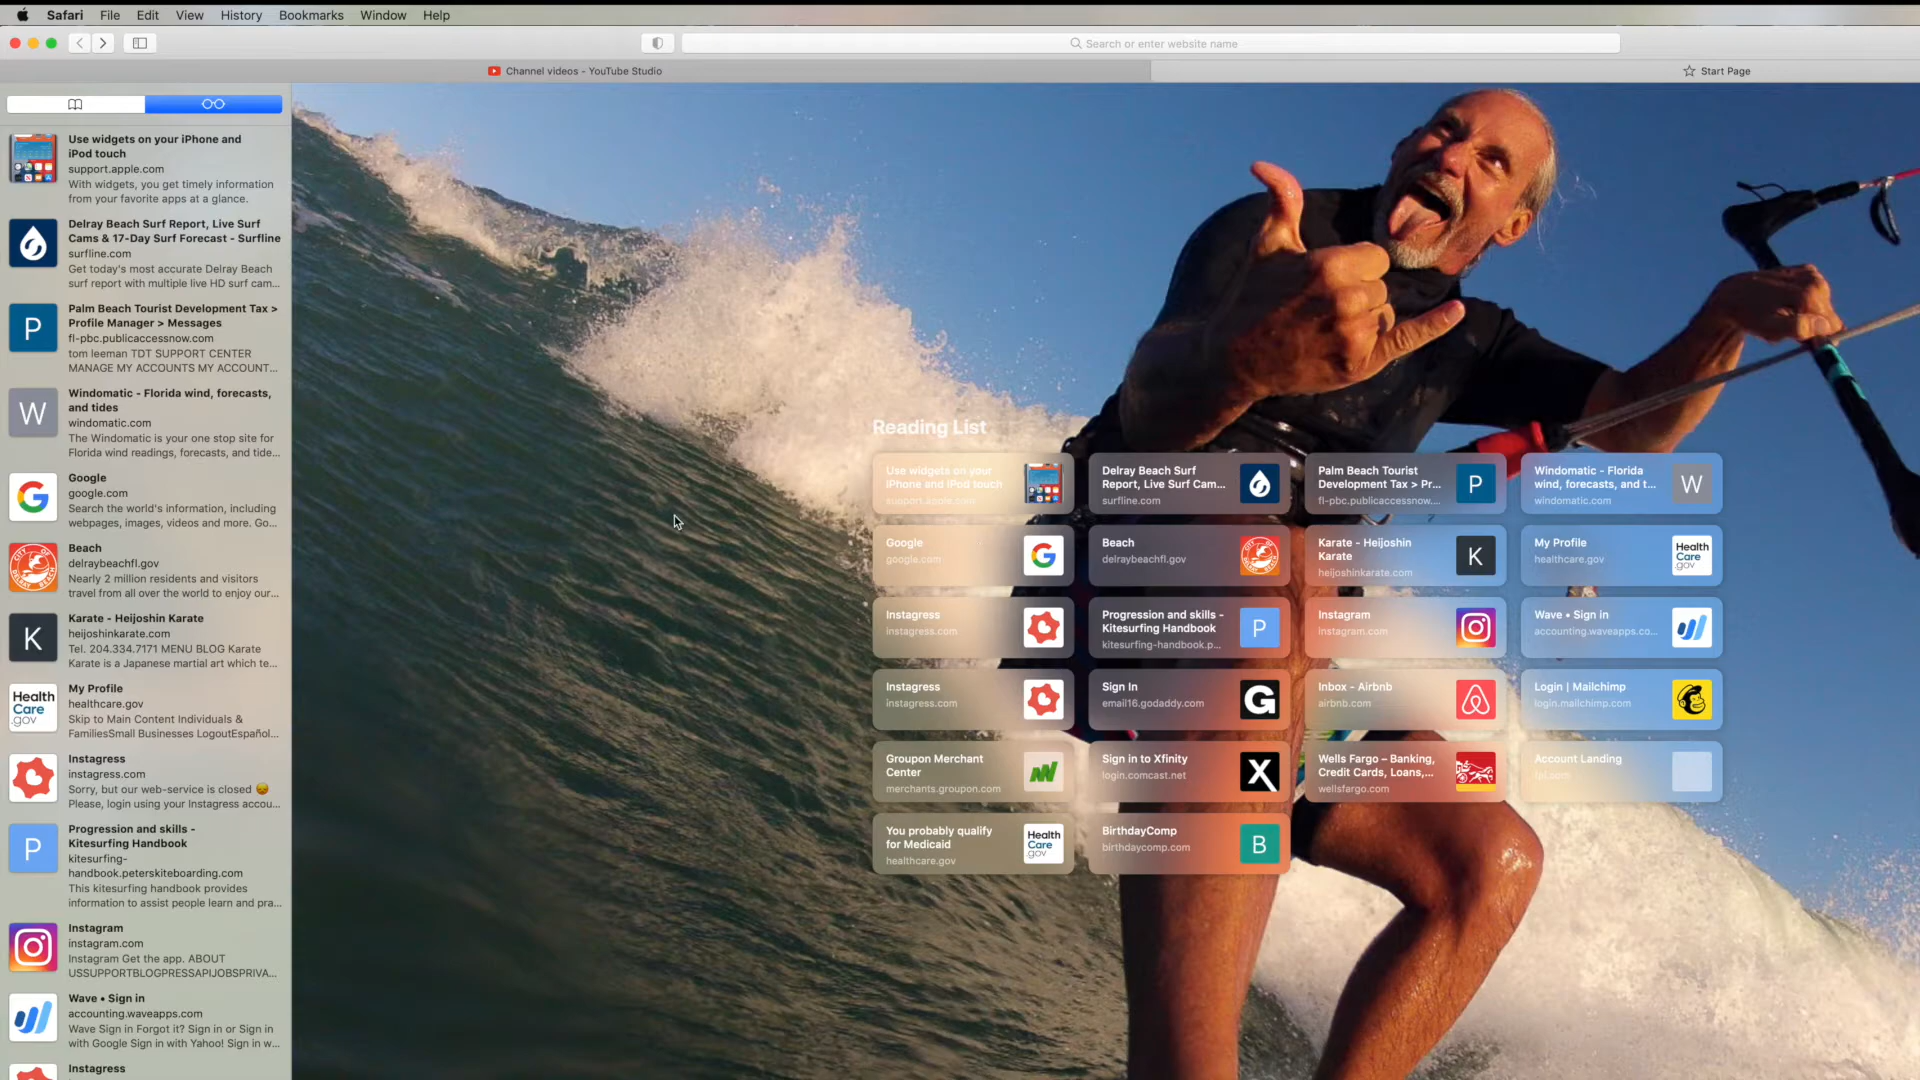 Safari File Edit View History Bookmarks Window Help
Search or enter website name
Channel videos - YouTube Studio
Start Page
Use widgets on your iPhone and
iPod touch
support.apple.com
With widgets, you get timely information
from your favorite apps at a glance.
Delray Beach Surf Report, Live Surf
Cams & 17-Day Surf Forecast - Surfline
surfline.com
Get today's most accurate Delray Beach
surf report with multiple live HD surf cam...
P
Palm Beach Tourist Development Tax >
Profile Manager > Messages
fl-pbc.publicaccessnow.com
tom leeman TDT SUPPORT CENTER
MANAGE MY ACCOUNTS MY ACCOUNT...
W
Windomatic - Florida wind, forecasts,
and tides
windomatic.com
The Windomatic is your one stop site for
Florida wind readings, forecasts, and tide...
G
Google
google.com
Search the world's information, including
webpages, images, videos and more. Go...
CITY OF
DELRAY BEACH
Beach
delraybeachfl.gov
Nearly 2 million residents and visitors
travel from all over the world to enjoy our...
K
Karate - Heijoshin Karate
heijoshinkarate.com
Tel. 204.334.7171 MENU BLOG Karate
Karate is a Japanese martial art which te...
Health
Care
.gov
My Profile
healthcare.gov
Skip to Main Content Individuals &
FamiliesSmall Businesses LogoutEspañol...
Instagress
instagress.com
Sorry, but our web-service is closed 😅
Please, login using your Instagress accou...
P
Progression and skills -
Kitesurfing Handbook
kitesurfing-
handbook.peterskiteboarding.com
This kitesurfing handbook provides
information to assist people learn and pra...
Instagram
instagram.com
Instagram Get the app. ABOUT
USSUPPORTBLOGPRESSAPIJOBSPRIVA...
Wave • Sign in
accounting.waveapps.com
Wave Sign in Forgot it? Sign in or Sign in
with Google Sign in with Yahoo! Sign in w...
Instagress
Reading List
Use widgets on your
iPhone and iPod touch
support.apple.com
Delray Beach Surf
Report, Live Surf Cam...
surfline.com
Palm Beach Tourist
Development Tax > Pr...
fl-pbc.publicaccessnow....
P
Windomatic - Florida
wind, forecasts, and t...
windomatic.com
W
Google
google.com
G
Beach
delraybeachfl.gov
CITY OF
DELRAY BEACH
Karate - Heijoshin
Karate
heijoshinkarate.com
K
My Profile
healthcare.gov
Health
Care
.gov
Instagress
instagress.com
Progression and skills -
Kitesurfing Handbook
kitesurfing-handbook.p...
P
Instagram
instagram.com
Wave • Sign in
accounting.waveapps.co...
Instagress
instagress.com
Sign In
email16.godaddy.com
G
Inbox - Airbnb
airbnb.com
Login | Mailchimp
login.mailchimp.com
Groupon Merchant
Center
merchants.groupon.com
Sign in to Xfinity
login.comcast.net
X
Wells Fargo – Banking,
Credit Cards, Loans,...
wellsfargo.com
Account Landing
fpl.com
You probably qualify
for Medicaid
healthcare.gov
Health
Care
.gov
BirthdayComp
birthdaycomp.com
B